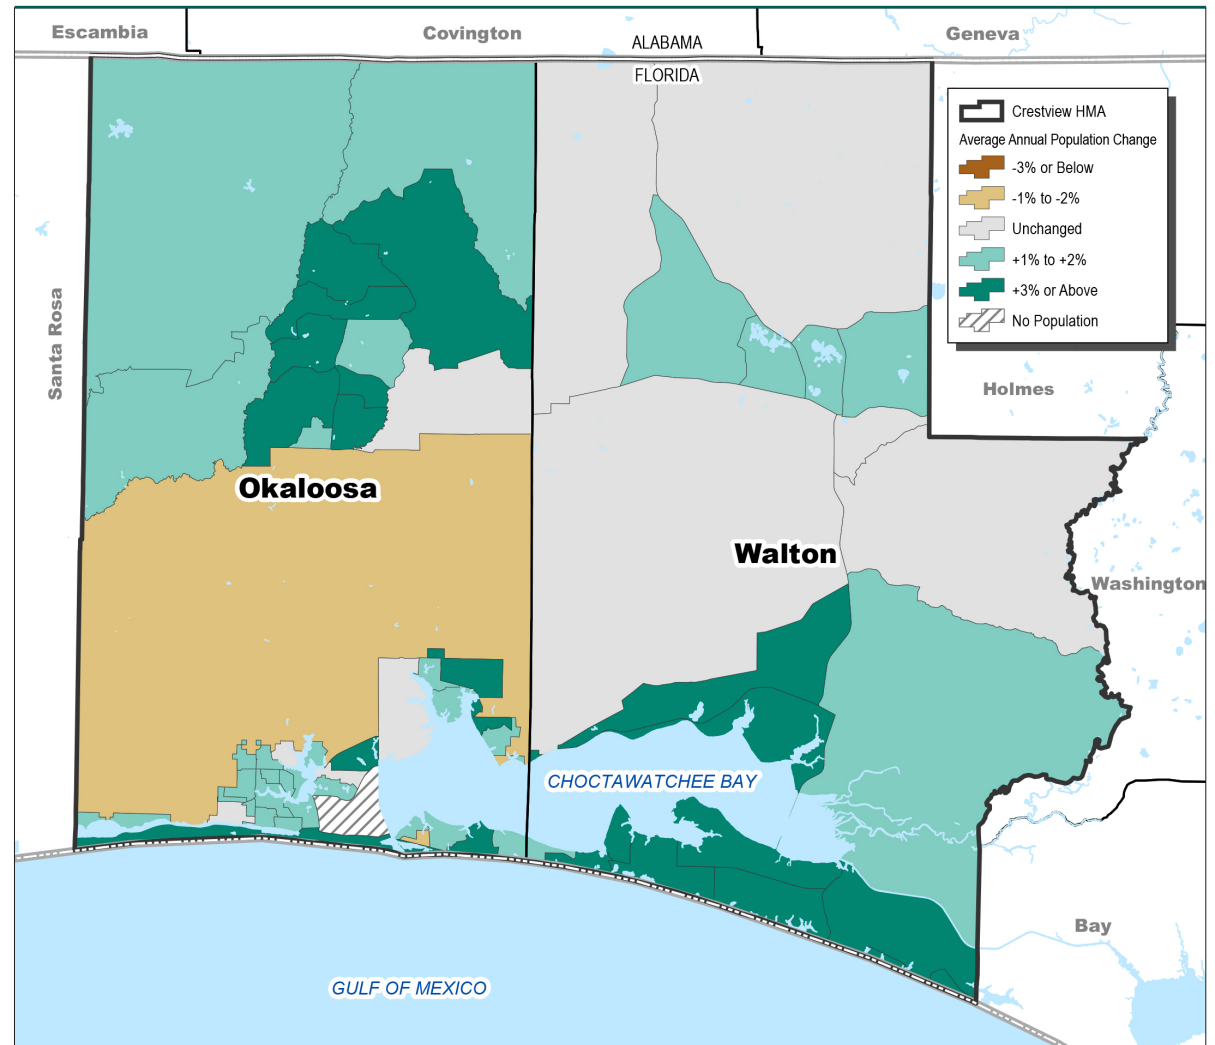 Escambia
Covington
Geneva
ALABAMA
FLORIDA
Crestview HMA
Average Annual Population Change
-3% or Below
-1% to -2%
Unchanged
+1% to +2%
+3% or Above
No Population
Santa Rosa
Holmes
Okaloosa
Walton
Washington
CHOCTAWATCHEE BAY
Bay
GULF OF MEXICO